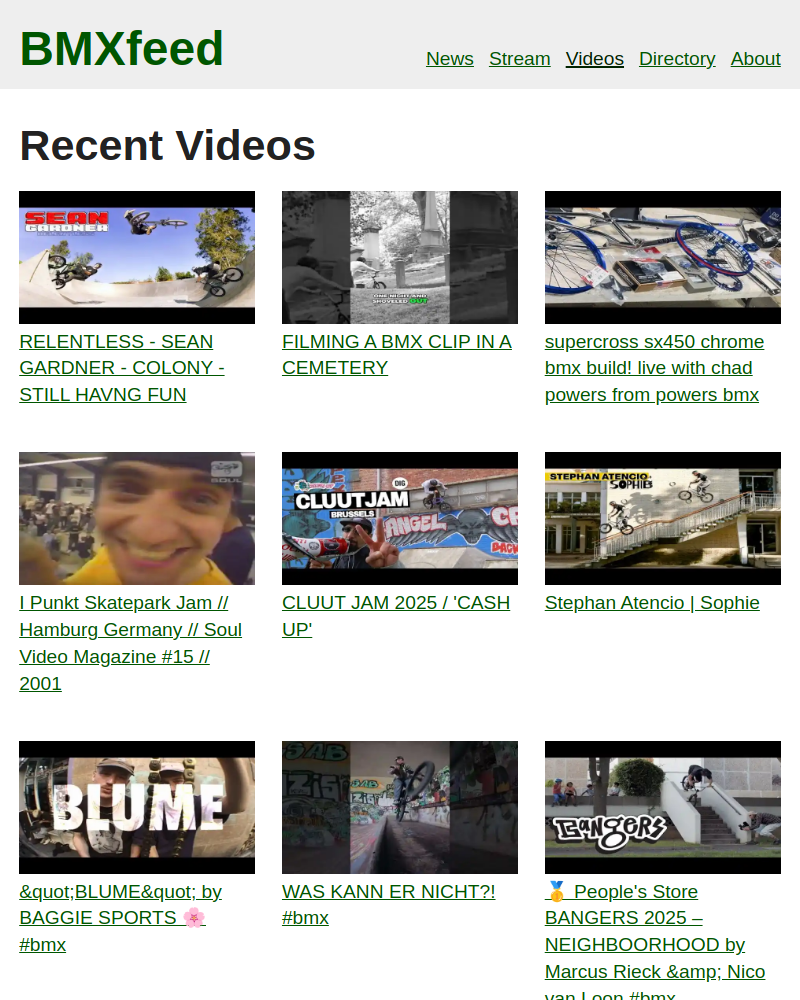 BMXfeed
News Stream Videos Directory About
Recent Videos
SEAN
GARDNER
ONE NIGHT AND
SHOVELED OUT
RELENTLESS - SEAN
GARDNER - COLONY -
STILL HAVNG FUN
FILMING A BMX CLIP IN A
CEMETERY
supercross sx450 chrome
bmx build! live with chad
powers from powers bmx
SOUL
DIG
CLUUTJAM
BRUSSELS
ANGEL
STEPHAN ATENCIO
SOPHIE
I Punkt Skatepark Jam //
Hamburg Germany // Soul
Video Magazine #15 //
2001
CLUUT JAM 2025 / 'CASH
UP'
Stephan Atencio | Sophie
BLUME
BANGERS
&quot;BLUME&quot; by
BAGGIE SPORTS 🌸
#bmx
WAS KANN ER NICHT?!
#bmx
🥇 People's Store
BANGERS 2025 –
NEIGHBOORHOOD by
Marcus Rieck &amp; Nico
van Loon #bmx